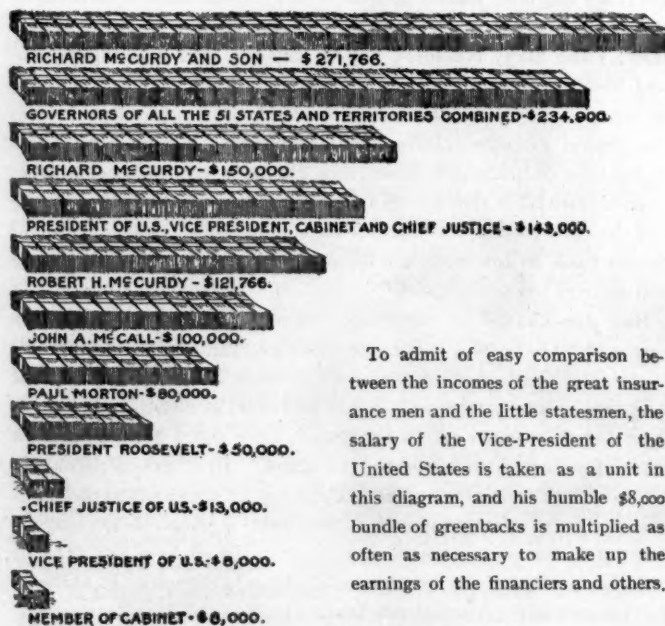 RICHARD McCURDY AND SON — $271,766.
GOVERNORS OF ALL THE 51 STATES AND TERRITORIES COMBINED-$234,900.
RICHARD McCURDY-$150,000.
PRESIDENT OF U.S., VICE PRESIDENT, CABINET AND CHIEF JUSTICE-$143,000.
ROBERT H. McCURDY-$121,766.
JOHN A. McCALL-$100,000.
PAUL MORTON-$80,000.
PRESIDENT ROOSEVELT-$50,000.
CHIEF JUSTICE OF U.S.-$13,000.
VICE PRESIDENT OF U.S.-$8,000.
MEMBER OF CABINET-$8,000.
To admit of easy comparison be-
tween the incomes of the great insur-
ance men and the little statesmen, the
salary of the Vice-President of the
United States is taken as a unit in
this diagram, and his humble $8,000
bundle of greenbacks is multiplied as
often as necessary to make up the
earnings of the financiers and others.